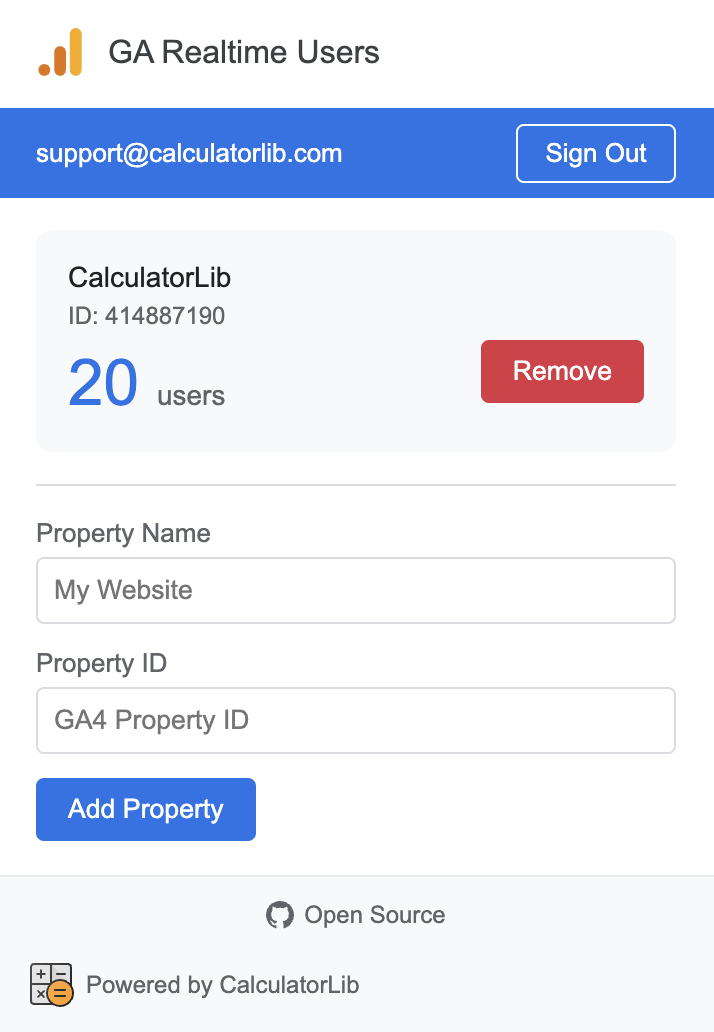 GA Realtime Users
support@calculatorlib.com
Sign Out
CalculatorLib
ID: 414887190
20 users
Remove
Property Name
My Website
Property ID
GA4 Property ID
Add Property
Open Source
Powered by CalculatorLib